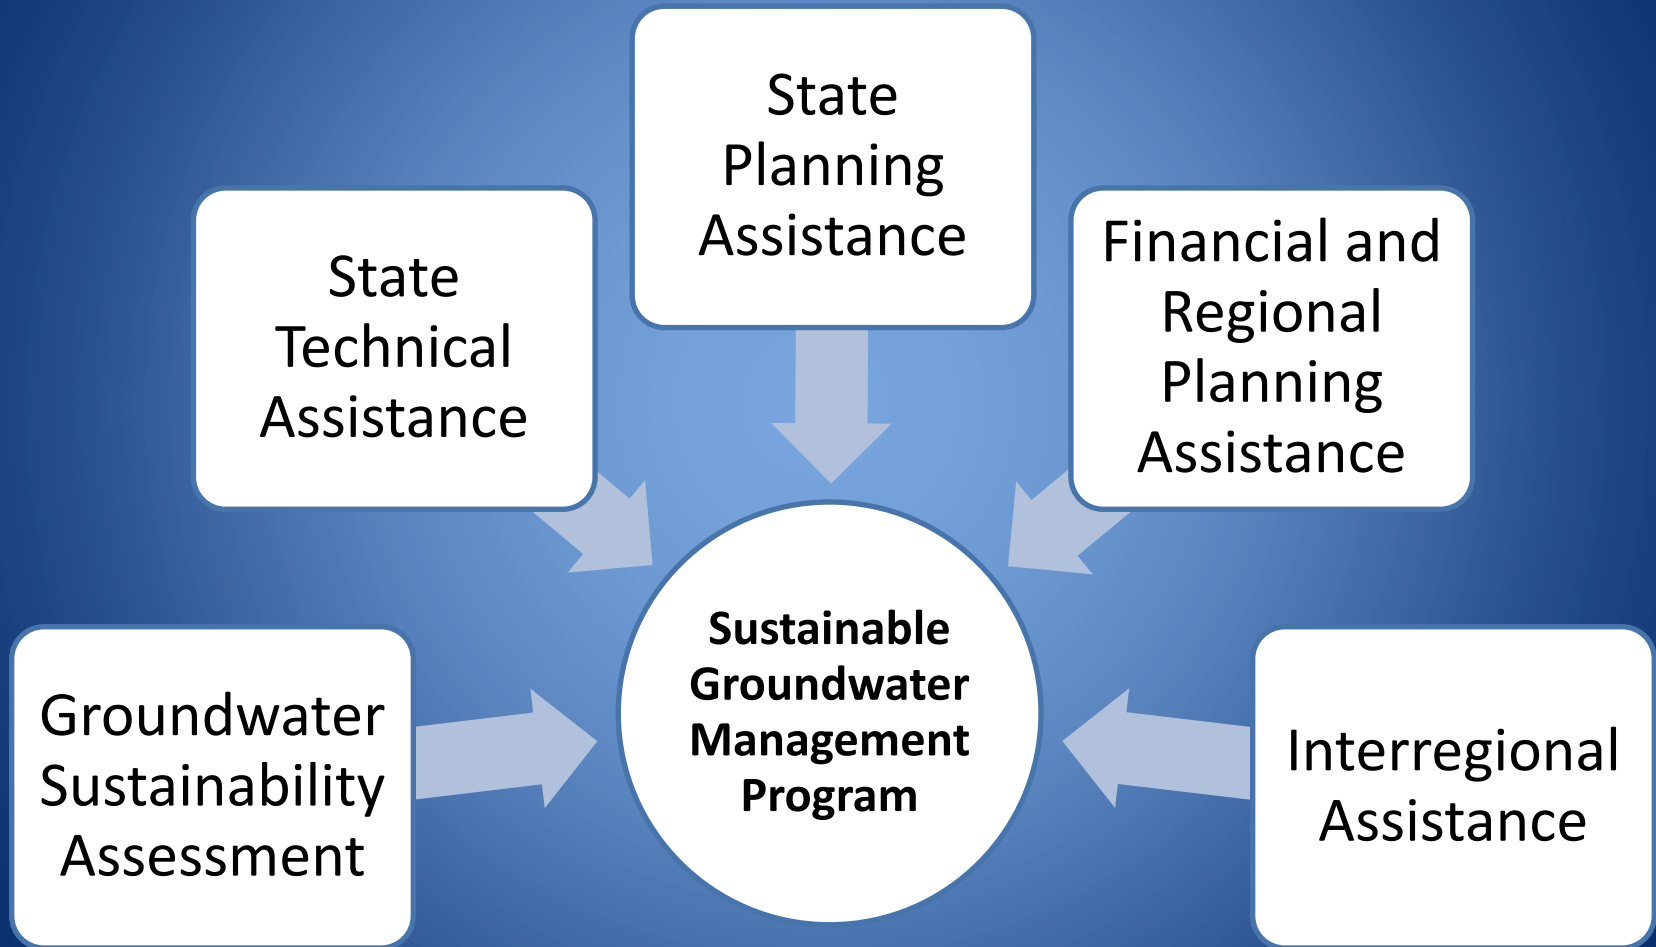 State
Planning
Assistance
State
Technical
Assistance
Financial and
Regional
Planning
Assistance
Groundwater
Sustainability
Assessment
Sustainable
Groundwater
Management
Program
Interregional
Assistance